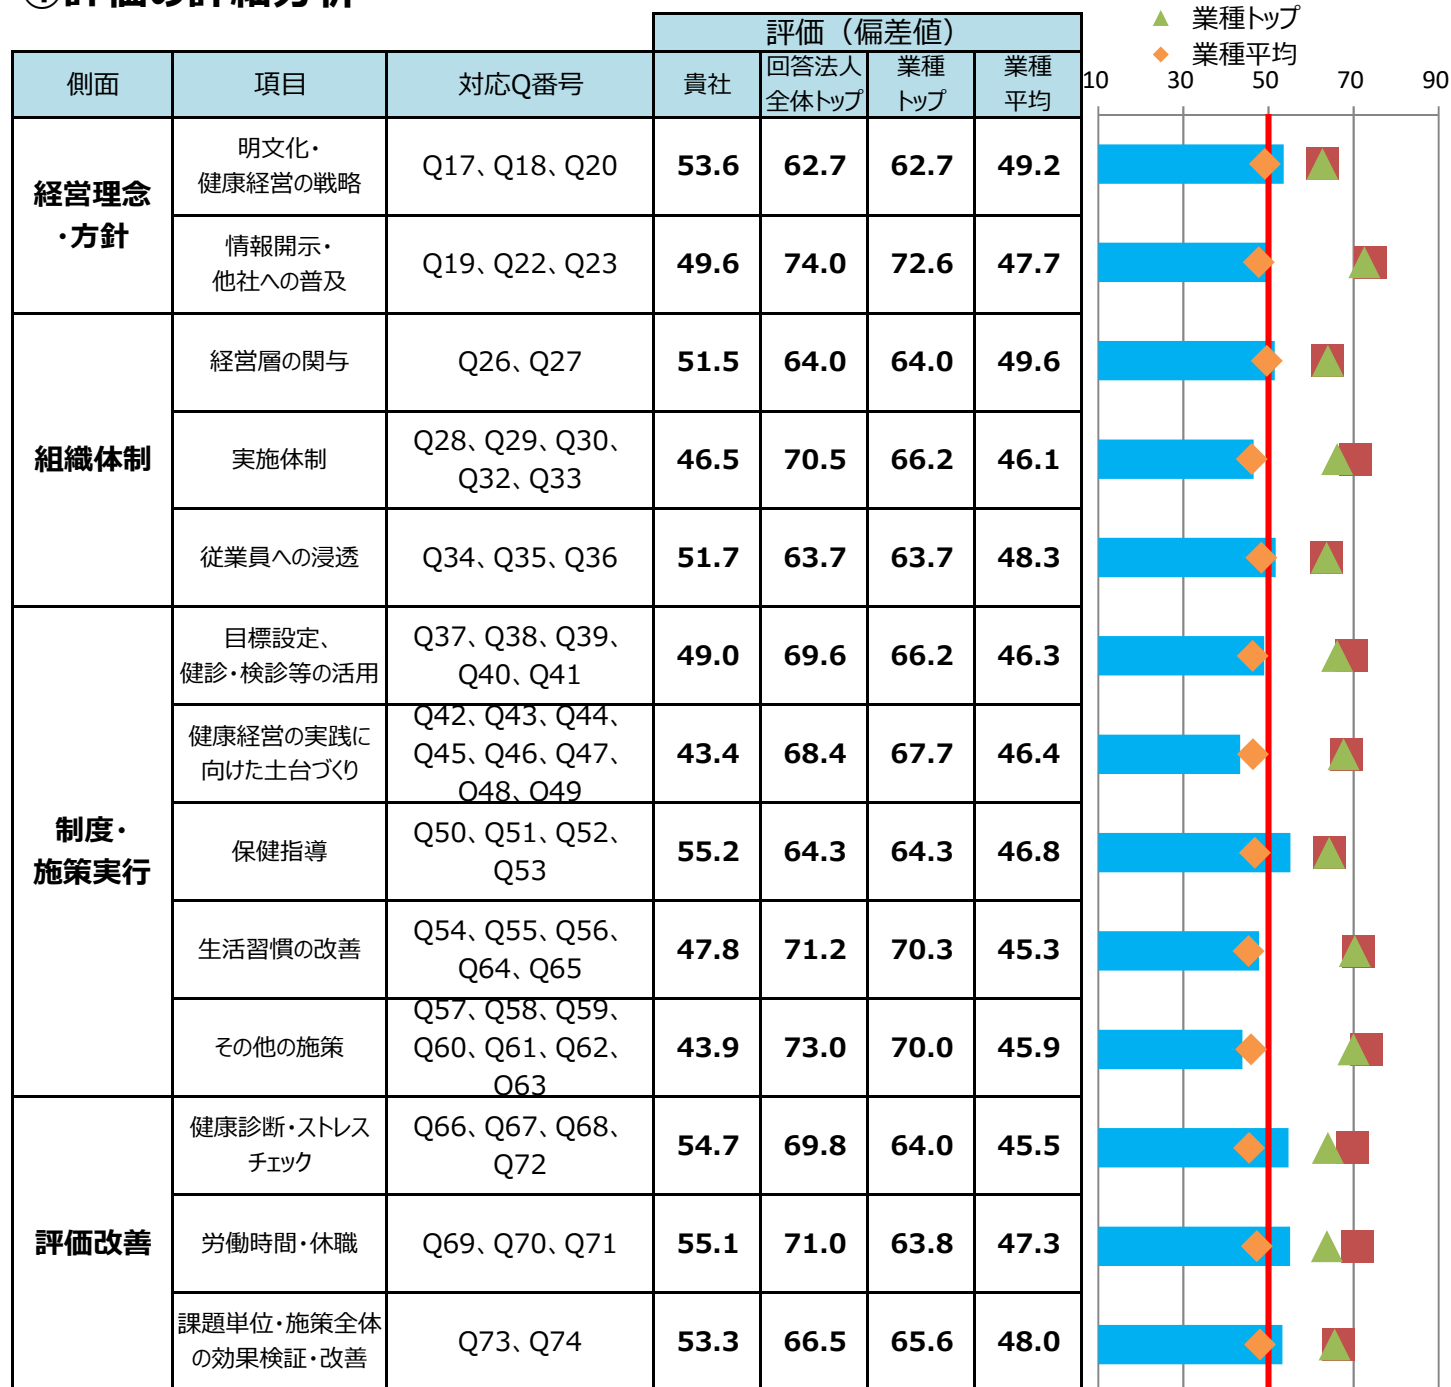 ①評価の詳細分析
▲ 業種トップ
◆ 業種平均
評価（偏差値）
側面 項目 対応Q番号 貴社 回答法人全体トップ 業種トップ 業種平均
10 30 50 70 90
経営理念・方針
明文化・健康経営の戦略 Q17、Q18、Q20 53.6 62.7 62.7 49.2
情報開示・他社への普及 Q19、Q22、Q23 49.6 74.0 72.6 47.7
組織体制
経営層の関与 Q26、Q27 51.5 64.0 64.0 49.6
実施体制 Q28、Q29、Q30、Q32、Q33 46.5 70.5 66.2 46.1
従業員への浸透 Q34、Q35、Q36 51.7 63.7 63.7 48.3
制度・施策実行
目標設定、健診・検診等の活用 Q37、Q38、Q39、Q40、Q41 49.0 69.6 66.2 46.3
健康経営の実践に向けた土台づくり Q42、Q43、Q44、Q45、Q46、Q47、Q48、Q49 43.4 68.4 67.7 46.4
保健指導 Q50、Q51、Q52、Q53 55.2 64.3 64.3 46.8
生活習慣の改善 Q54、Q55、Q56、Q64、Q65 47.8 71.2 70.3 45.3
その他の施策 Q57、Q58、Q59、Q60、Q61、Q62、Q63 43.9 73.0 70.0 45.9
評価改善
健康診断・ストレスチェック Q66、Q67、Q68、Q72 54.7 69.8 64.0 45.5
労働時間・休職 Q69、Q70、Q71 55.1 71.0 63.8 47.3
課題単位・施策全体の効果検証・改善 Q73、Q74 53.3 66.5 65.6 48.0